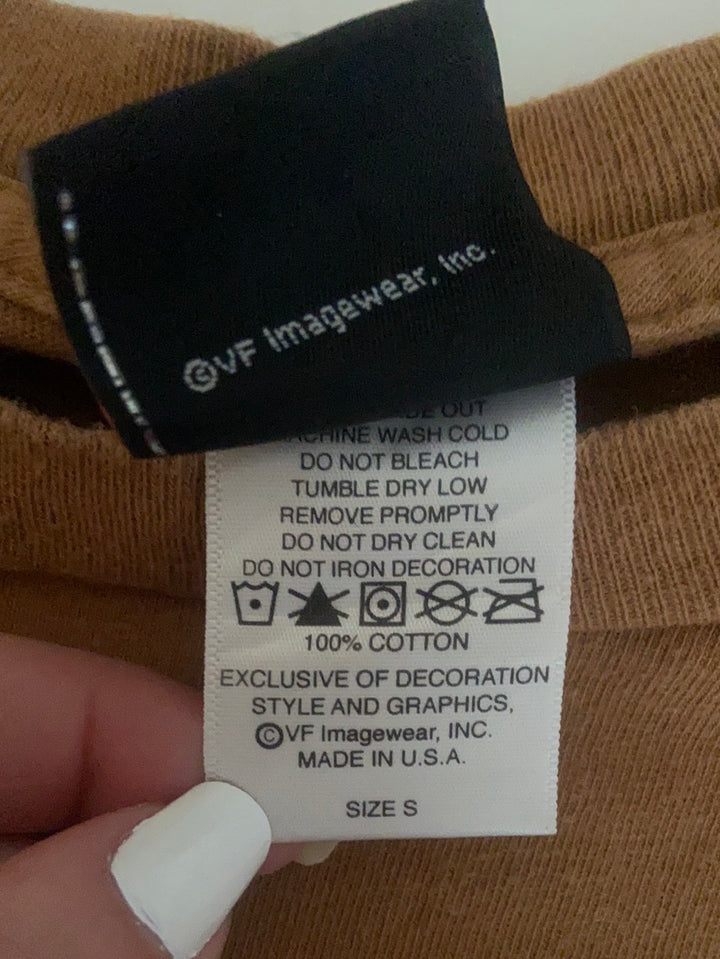 ©VF Imagewear, Inc.
OUT
WASH COLD
DO NOT BLEACH
TUMBLE DRY LOW
REMOVE PROMPTLY
DO NOT DRY CLEAN
DO NOT IRON DECORATION
100% COTTON
EXCLUSIVE OF DECORATION
STYLE AND GRAPHICS,
©VF Imagewear, INC.
MADE IN U.S.A.
SIZE S